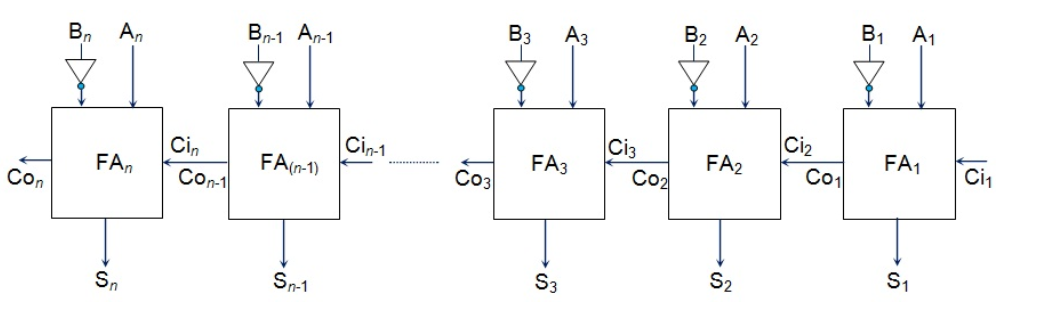 Bn An Bn-1 An-1 B3 A3 B2 A2 B1 A1
Cin Cin-1 Ci3 Ci2
FAn FA(n-1) FA3 FA2 FA1
Con Con-1 Co3 Co2 Co1 Ci1
Sn Sn-1 S3 S2 S1